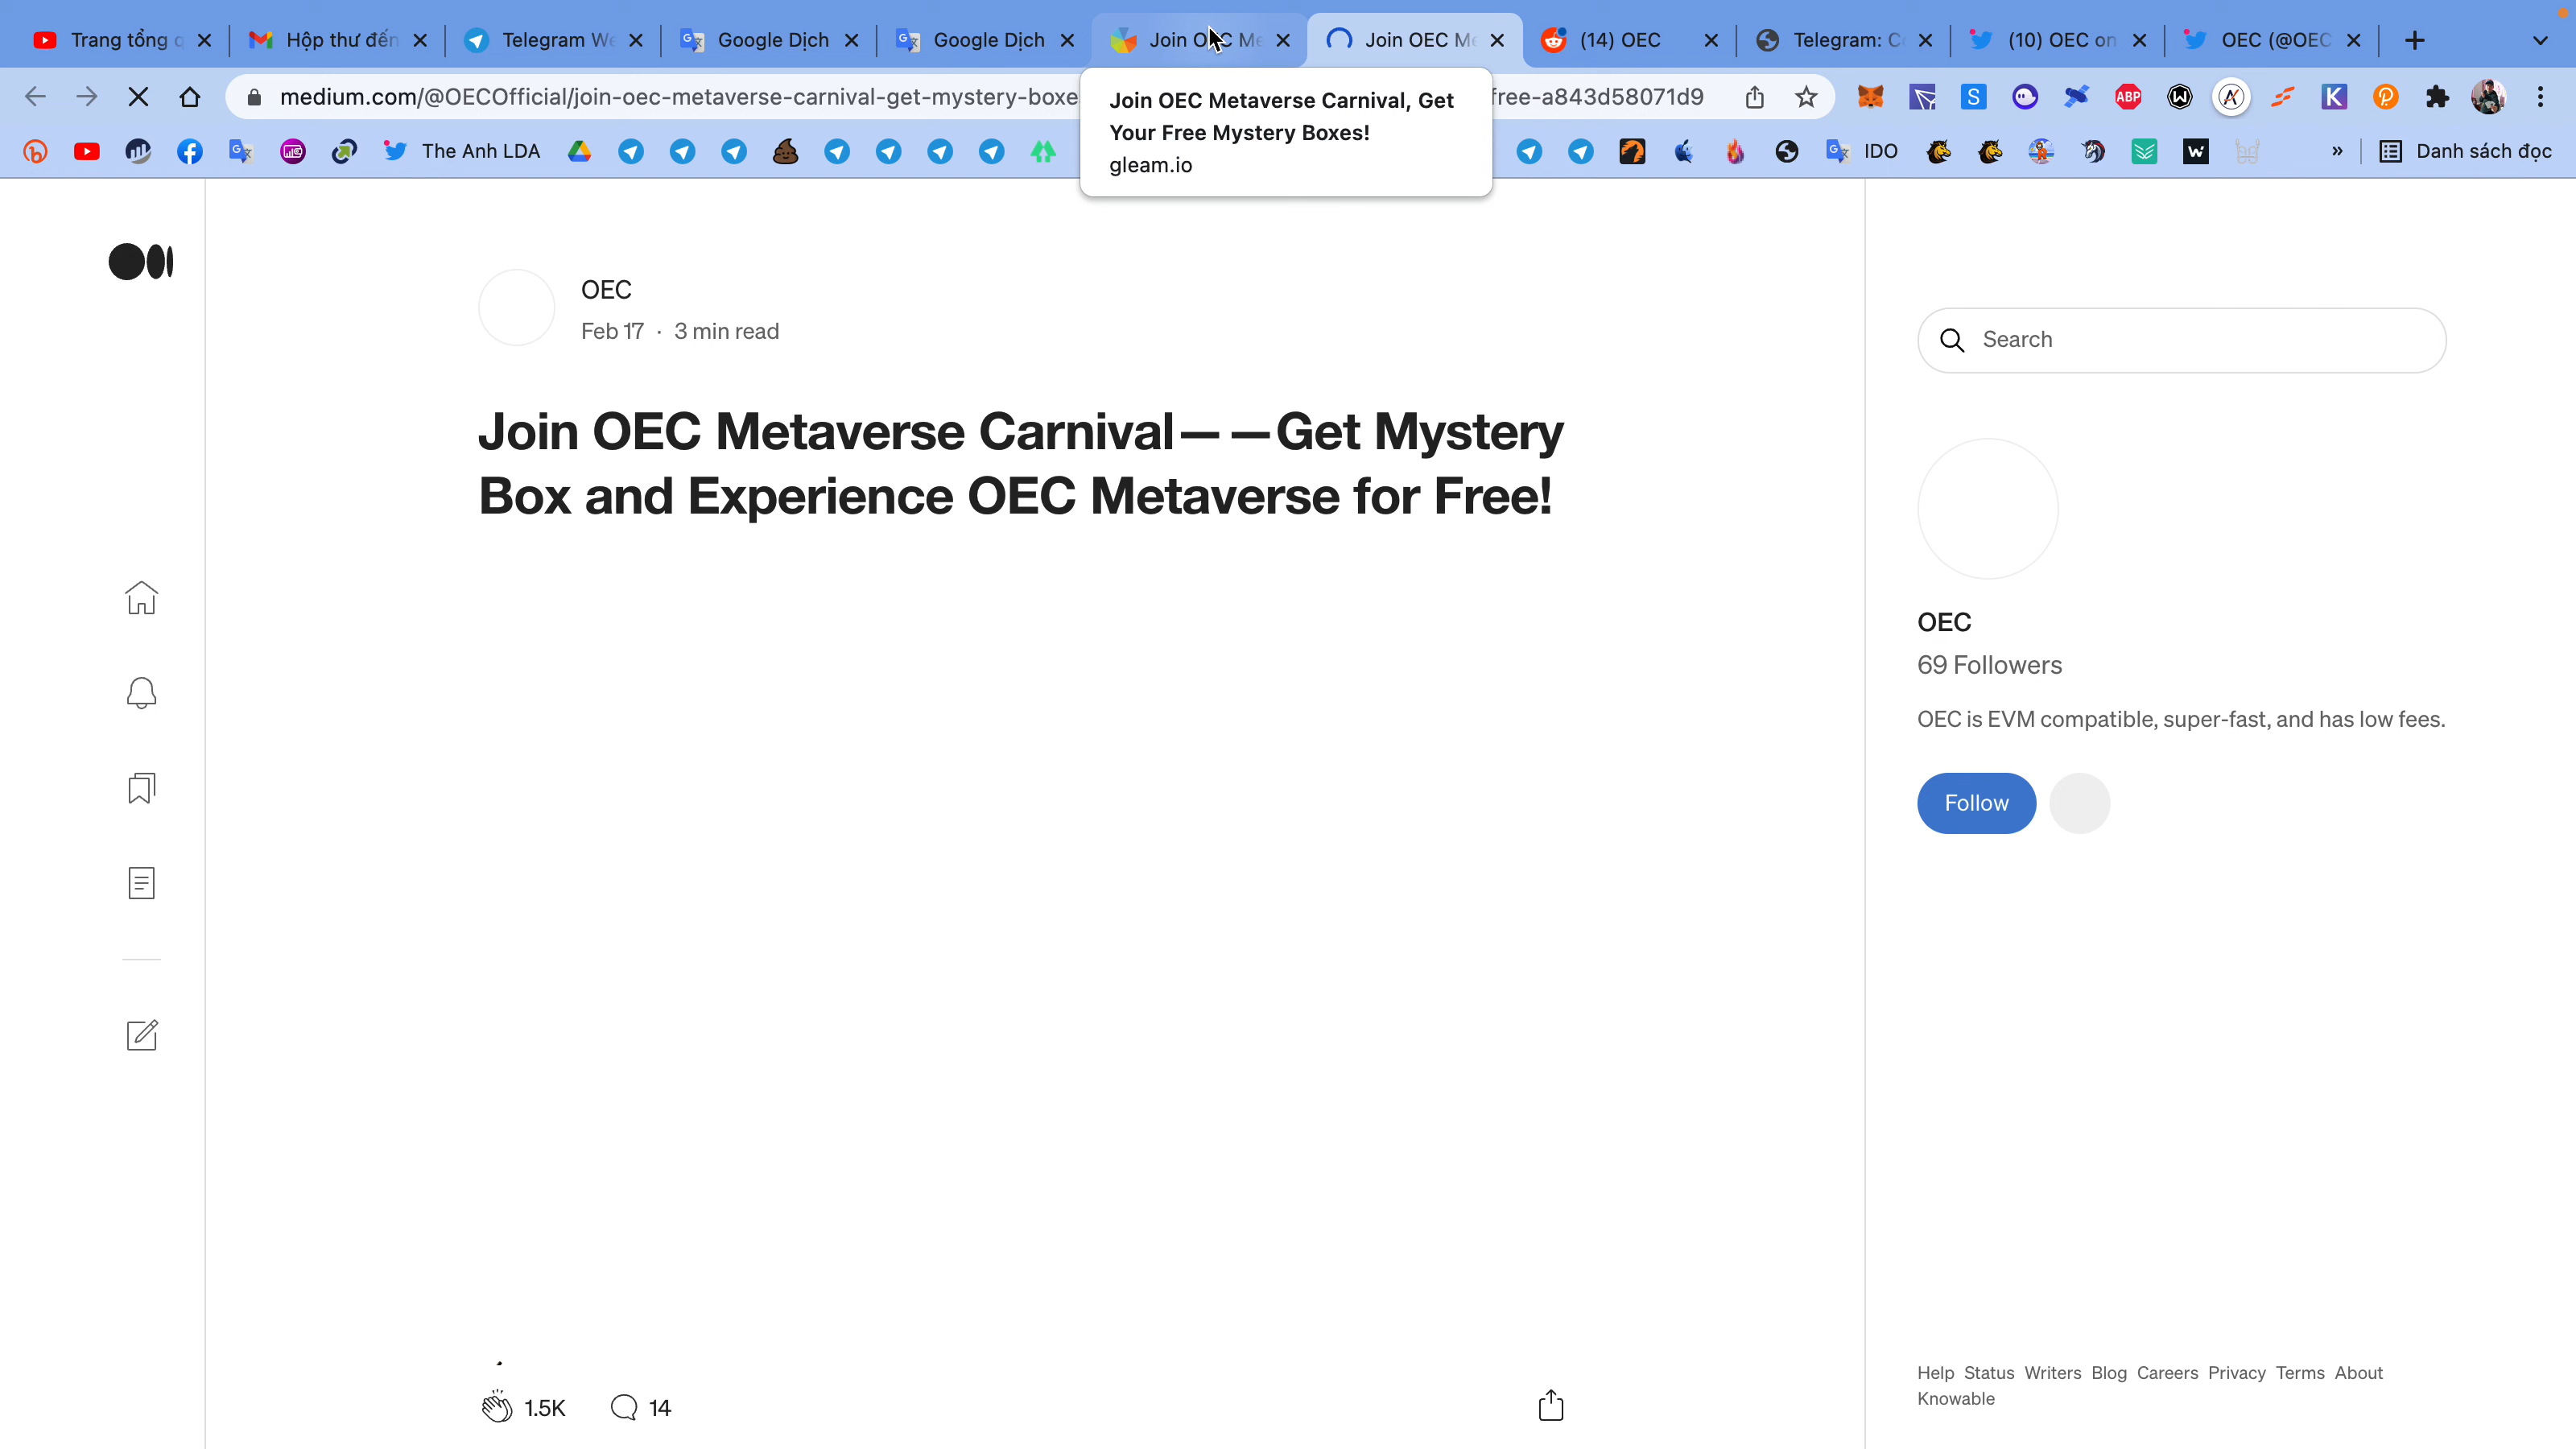 Trang tổng q
Hộp thư đến
Telegram We
Google Dịch
Google Dịch
Join OEC Me
Join OEC Me
(14) OEC
Telegram: C
(10) OEC on
OEC (@OEC
medium.com/@OECOfficial/join-oec-metaverse-carnival-get-mystery-boxe
free-a843d58071d9
Join OEC Metaverse Carnival, Get
Your Free Mystery Boxes!
gleam.io
ABP
The Anh LDA
IDO
Danh sách đọc
OEC
Feb 17 · 3 min read
Join OEC Metaverse Carnival——Get Mystery
Box and Experience OEC Metaverse for Free!
1.5K
14
Search
OEC
69 Followers
OEC is EVM compatible, super-fast, and has low fees.
Follow
Help Status Writers Blog Careers Privacy Terms About
Knowable